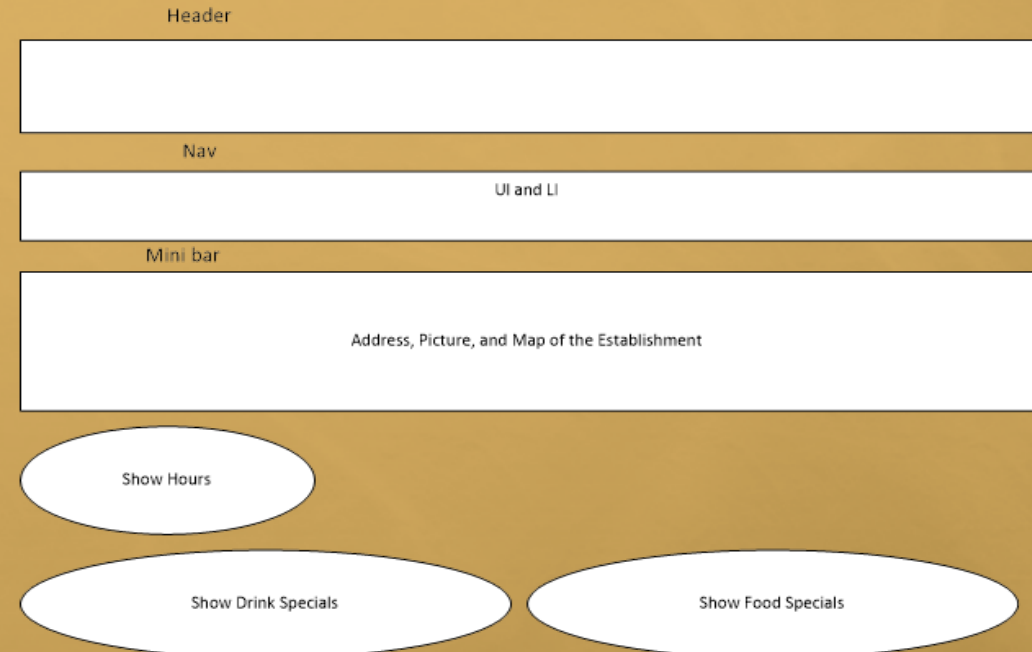 Header
Nav
UI and LI
Mini bar
Address, Picture, and Map of the Establishment
Show Hours
Show Drink Specials
Show Food Specials